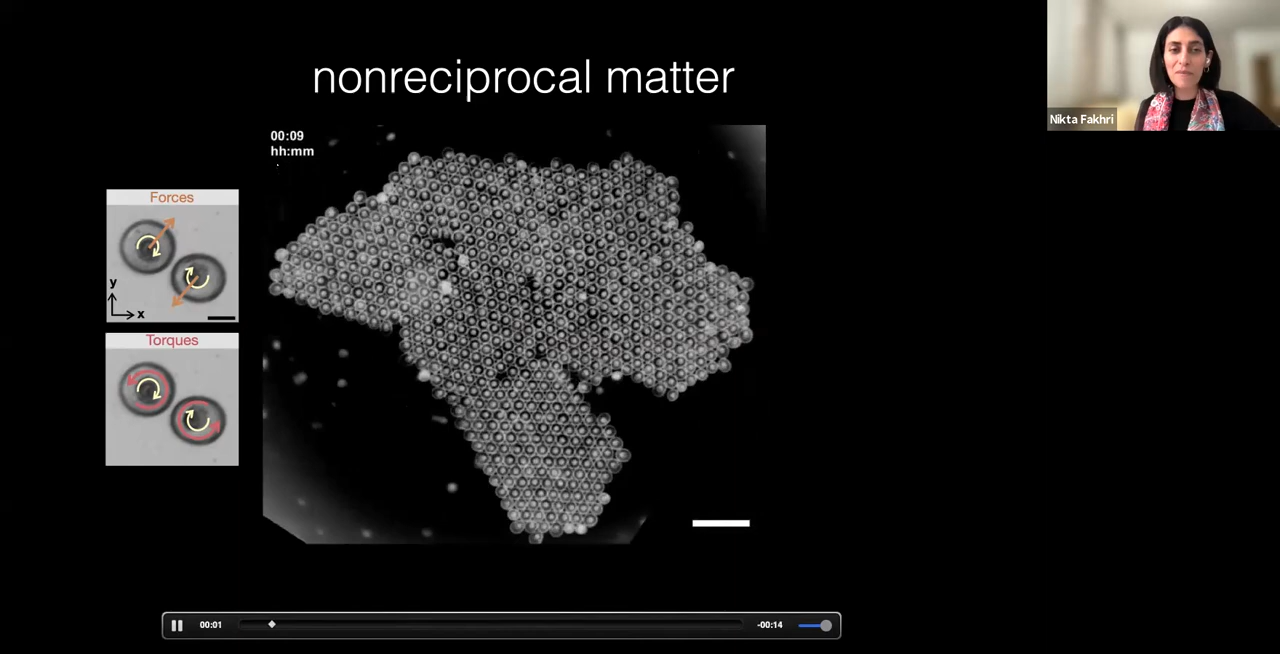 nonreciprocal matter
Nikta Fakhri
00:09
hh:mm
Forces
y
x
Torques
00:01
-00:14